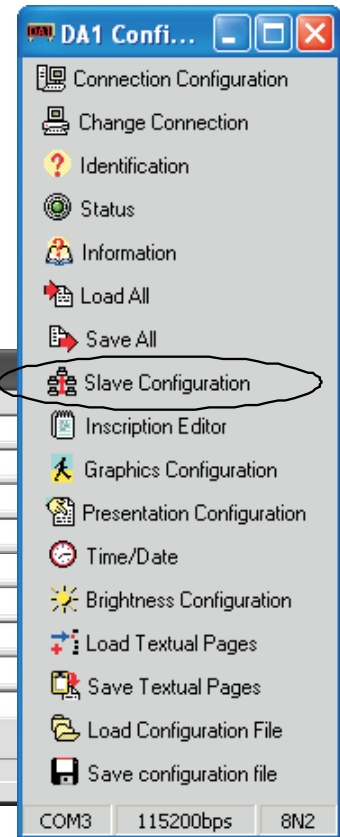 DA1 Confi...
Connection Configuration
Change Connection
Identification
Status
Information
Load All
Save All
Slave Configuration
Inscription Editor
Graphics Configuration
Presentation Configuration
Time/Date
Brightness Configuration
Load Textual Pages
Save Textual Pages
Load Configuration File
Save configuration file
COM3 115200bps 8N2